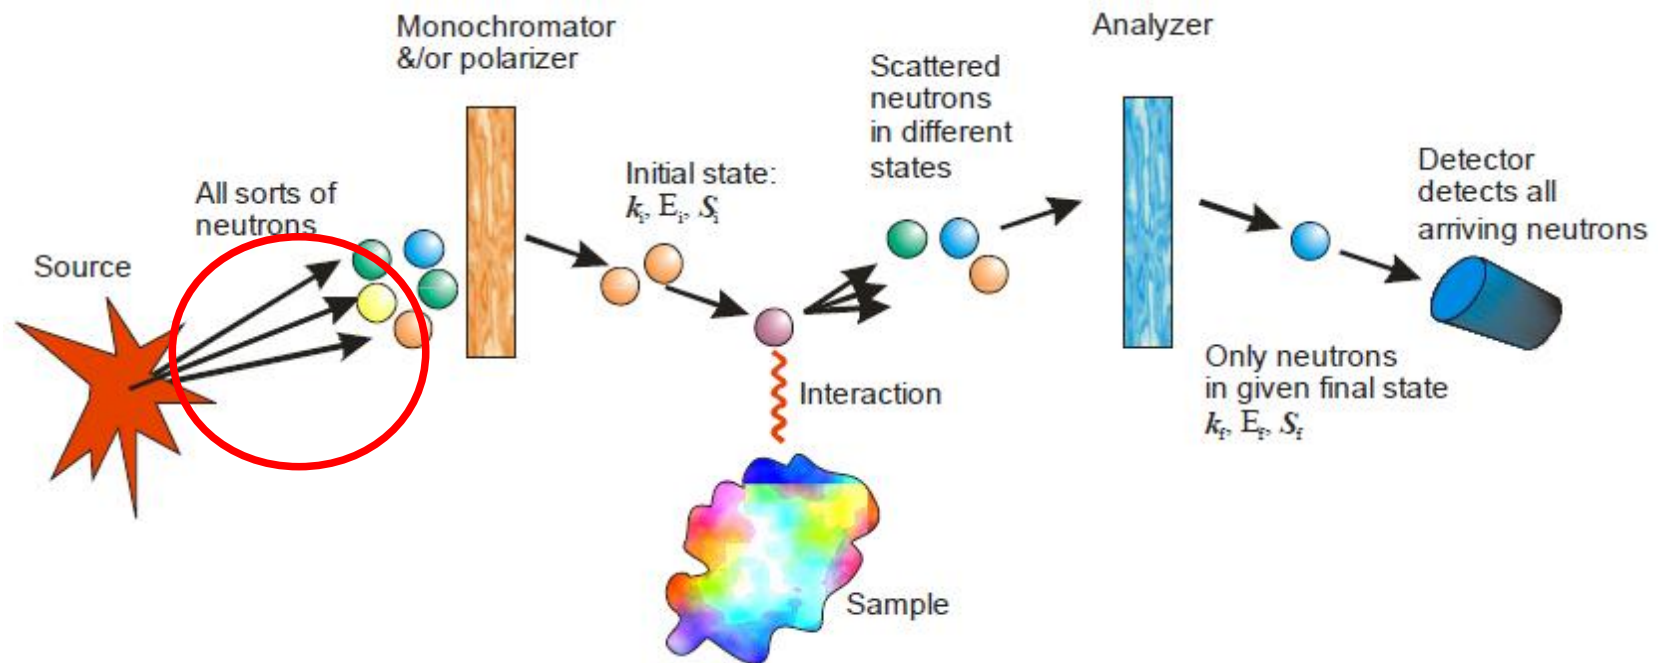 Monochromator
&/or polarizer
Analyzer
Scattered
neutrons
in different
states
Initial state:
kᵢ, Eᵢ, Sᵢ
All sorts of
neutrons
Source
Detector
detects all
arriving neutrons
Interaction
Only neutrons
in given final state
k_f, E_f, S_f
Sample